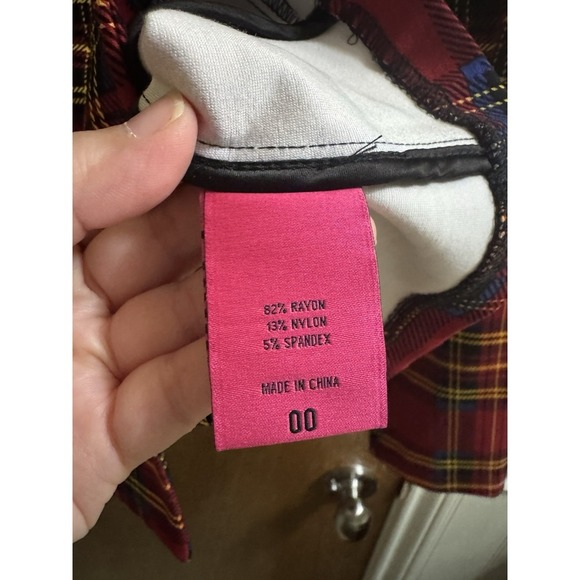 82% RAYON
13% NYLON
5% SPANDEX
MADE IN CHINA
00